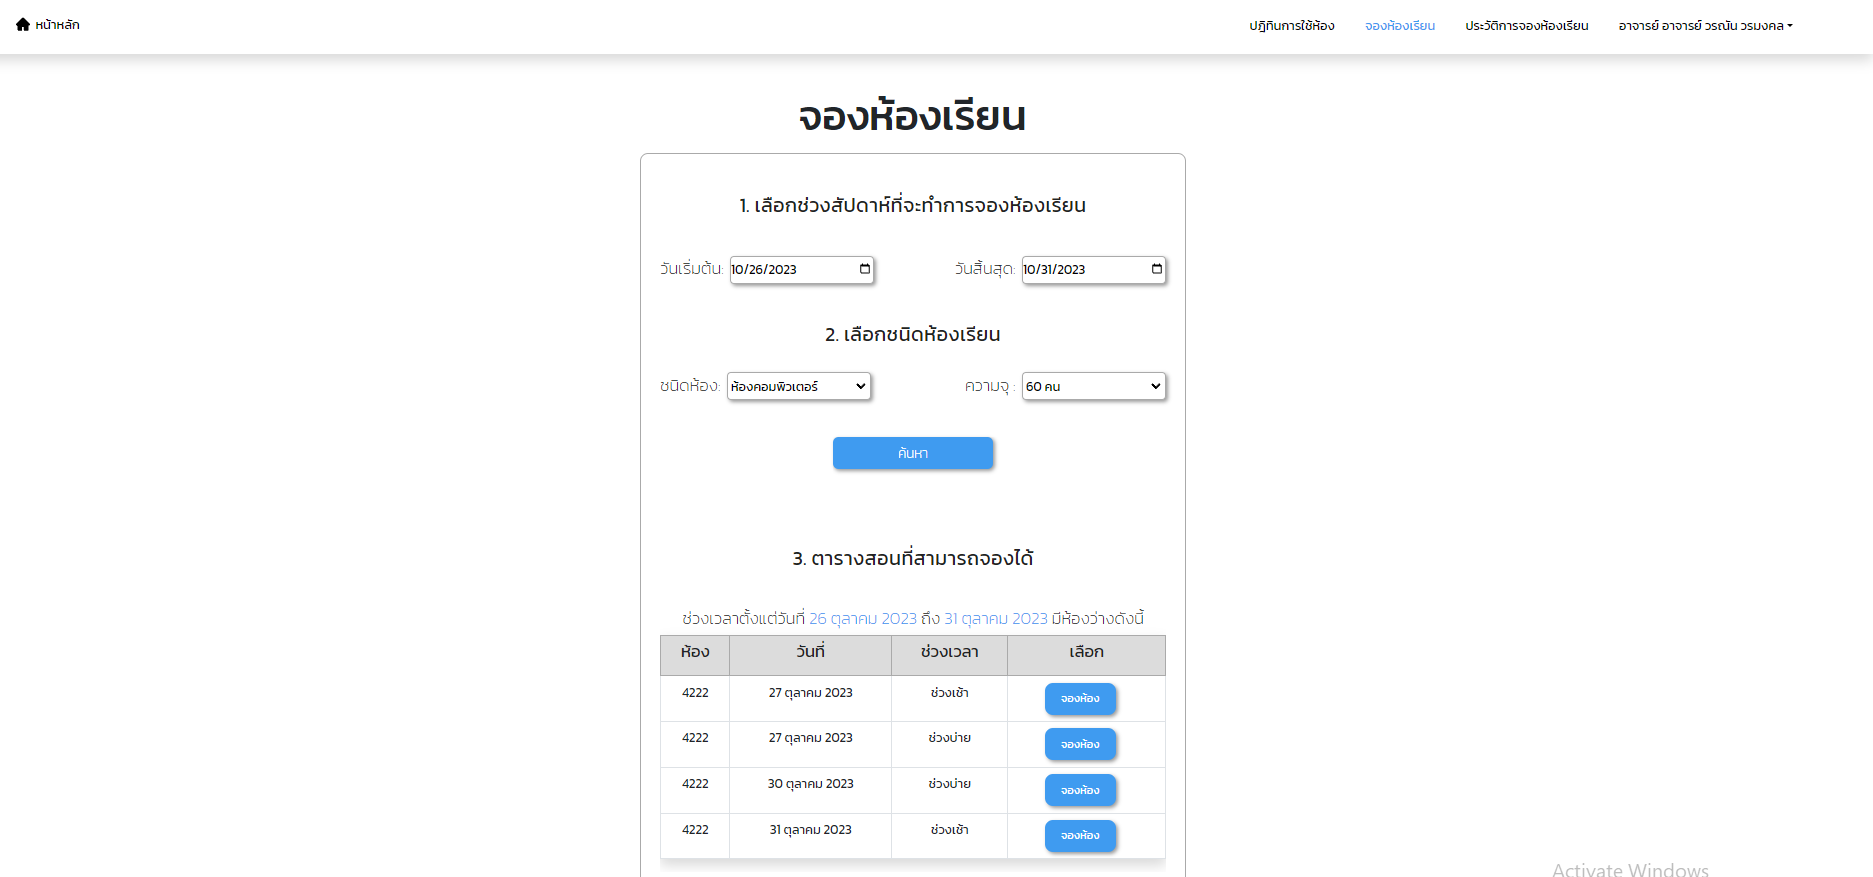 หน้าหลัก ปฎิทินการใช้ห้อง จองห้องเรียน ประวัติการจองห้องเรียน อาจารย์ อาจารย์ วรณัน วรมงคล
จองห้องเรียน
1. เลือกช่วงสัปดาห์ที่จะทำการจองห้องเรียน
วันเริ่มต้น: 10/26/2023 วันสิ้นสุด: 10/31/2023
2. เลือกชนิดห้องเรียน
ชนิดห้อง: ห้องคอมพิวเตอร์ ความจุ : 60 คน
ค้นหา
3. ตารางสอนที่สามารถจองได้
ช่วงเวลาตั้งแต่วันที่ 26 ตุลาคม 2023 ถึง 31 ตุลาคม 2023 มีห้องว่างดังนี้
ห้อง วันที่ ช่วงเวลา เลือก
4222 27 ตุลาคม 2023 ช่วงเช้า จองห้อง
4222 27 ตุลาคม 2023 ช่วงบ่าย จองห้อง
4222 30 ตุลาคม 2023 ช่วงบ่าย จองห้อง
4222 31 ตุลาคม 2023 ช่วงเช้า จองห้อง
Activate Windows